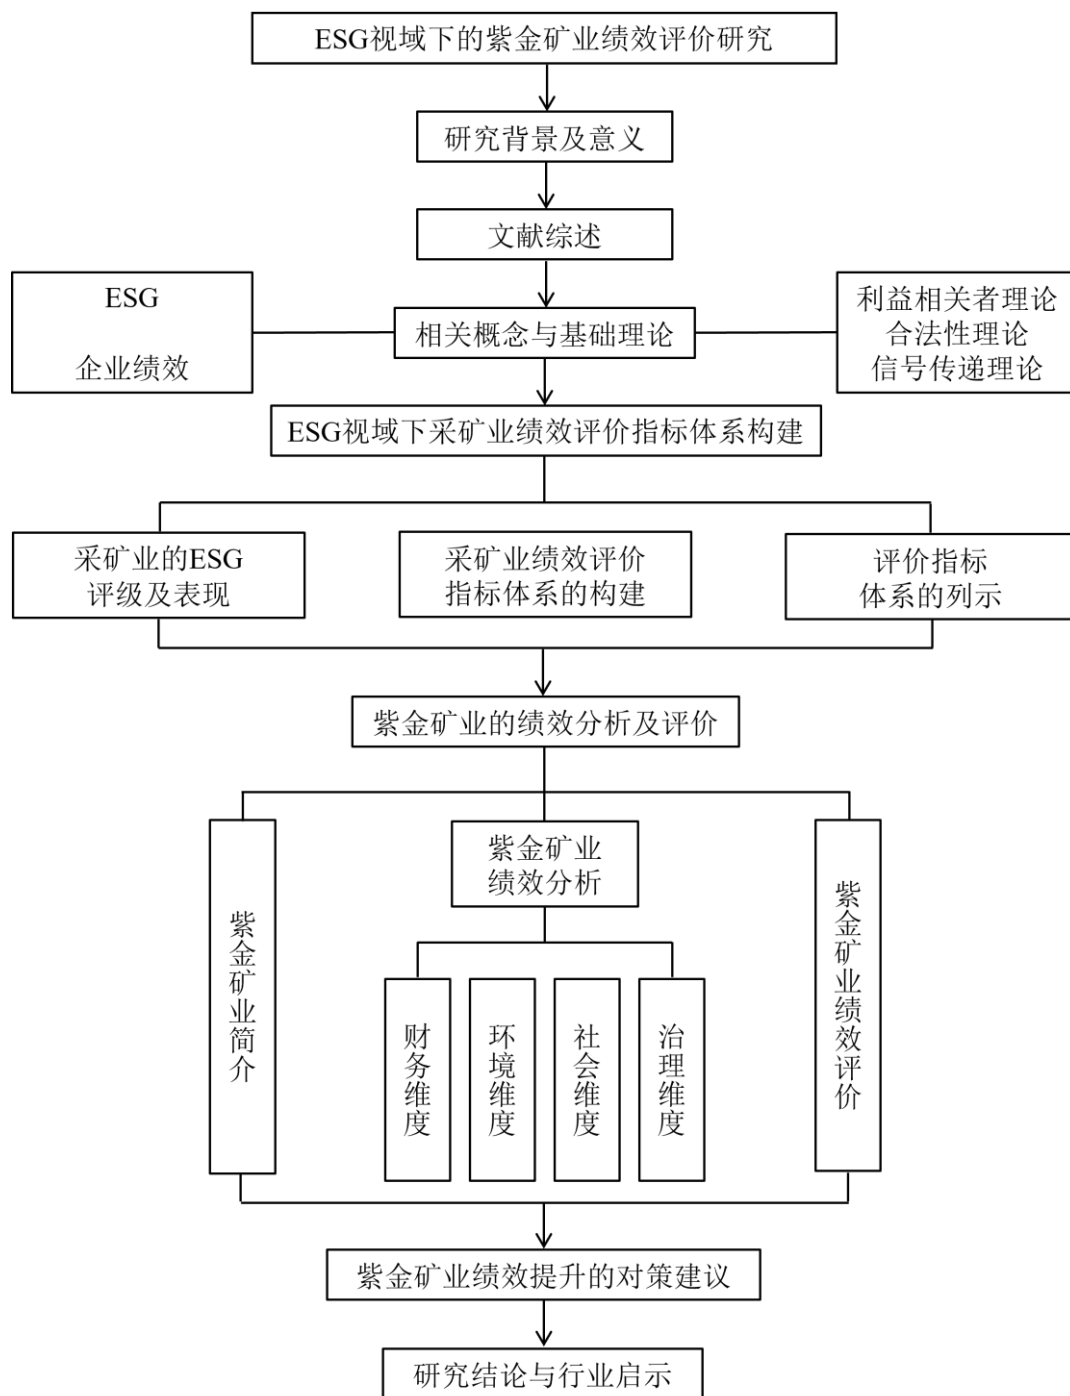 ESG视域下的紫金矿业绩效评价研究
研究背景及意义
文献综述
ESG
企业绩效
相关概念与基础理论
利益相关者理论
合法性理论
信号传递理论
ESG视域下采矿业绩效评价指标体系构建
采矿业的ESG
评级及表现
采矿业绩效评价
指标体系的构建
评价指标
体系的列示
紫金矿业的绩效分析及评价
紫金矿业简介
紫金矿业
绩效分析
财务维度
环境维度
社会维度
治理维度
紫金矿业绩效评价
紫金矿业绩效提升的对策建议
研究结论与行业启示